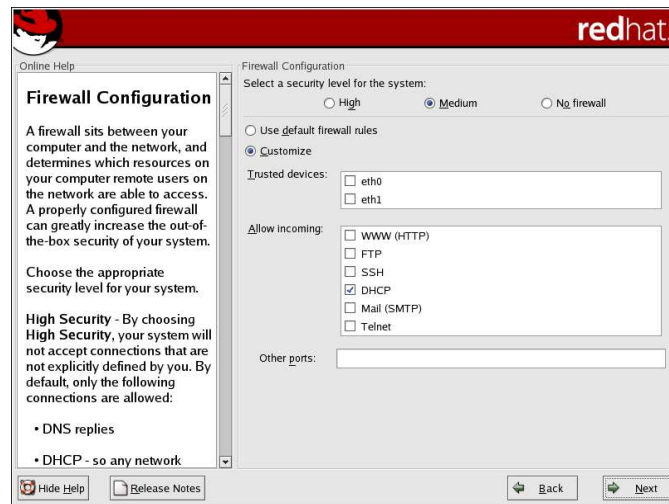 redhat.
Online Help
Firewall Configuration
A firewall sits between your
computer and the network, and
determines which resources on
your computer remote users on
the network are able to access.
A properly configured firewall
can greatly increase the out-of-
the-box security of your system.
Choose the appropriate
security level for your system.
High Security - By choosing
High Security, your system will
not accept connections that are
not explicitly defined by you. By
default, only the following
connections are allowed:
• DNS replies
• DHCP - so any network
Firewall Configuration
Select a security level for the system:
High Medium No firewall
Use default firewall rules
Customize
Trusted devices:
eth0
eth1
Allow incoming:
WWW (HTTP)
FTP
SSH
DHCP
Mail (SMTP)
Telnet
Other ports:
Hide Help Release Notes Back Next